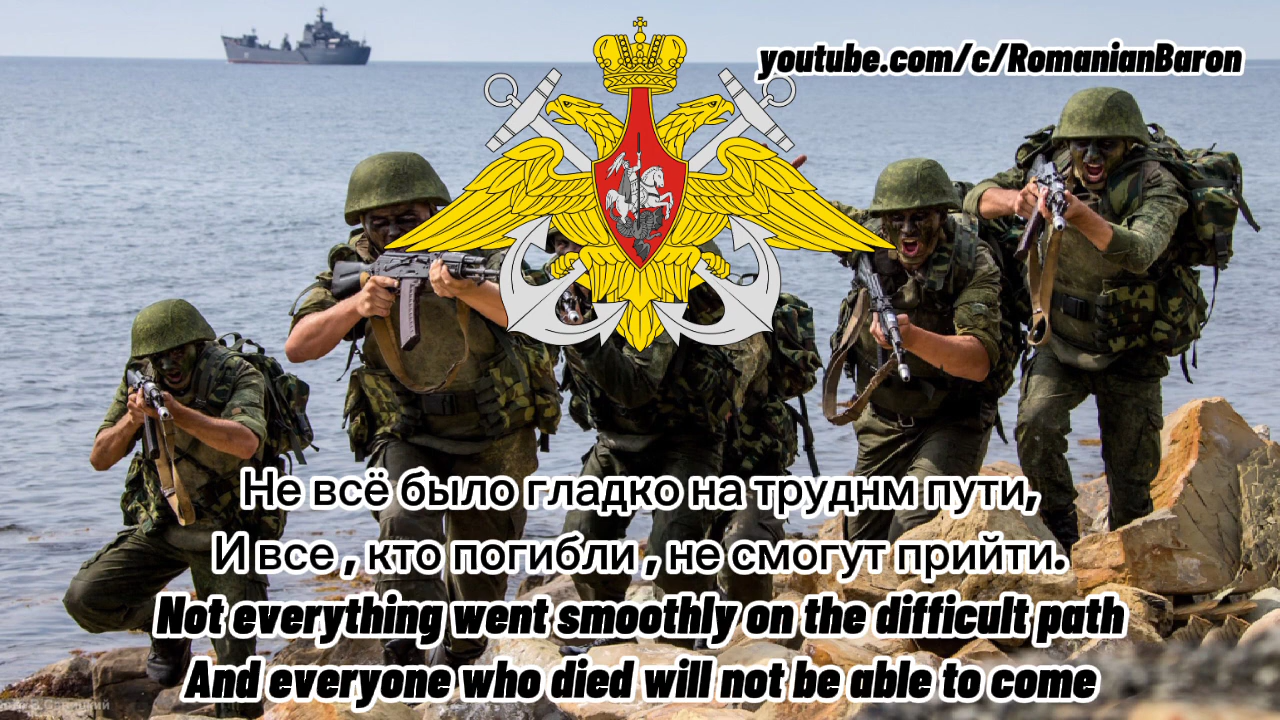 youtube.com/c/RomanianBaron
Не всё было гладко на труднм пути,
И все , кто погибли , не смогут прийти.
Not everything went smoothly on the difficult path
And everyone who died will not be able to come